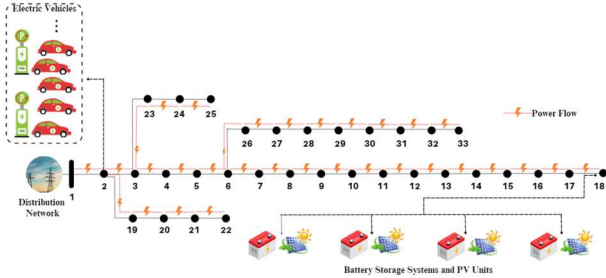 Electric Vehicles
23 24 25
Power Flow
26 27 28 29 30 31 32 33
1 2 3 4 5 6 7 8 9 10 11 12 13 14 15 16 17 18
Distribution
Network
19 20 21 22
Battery Storage Systems and PV Units